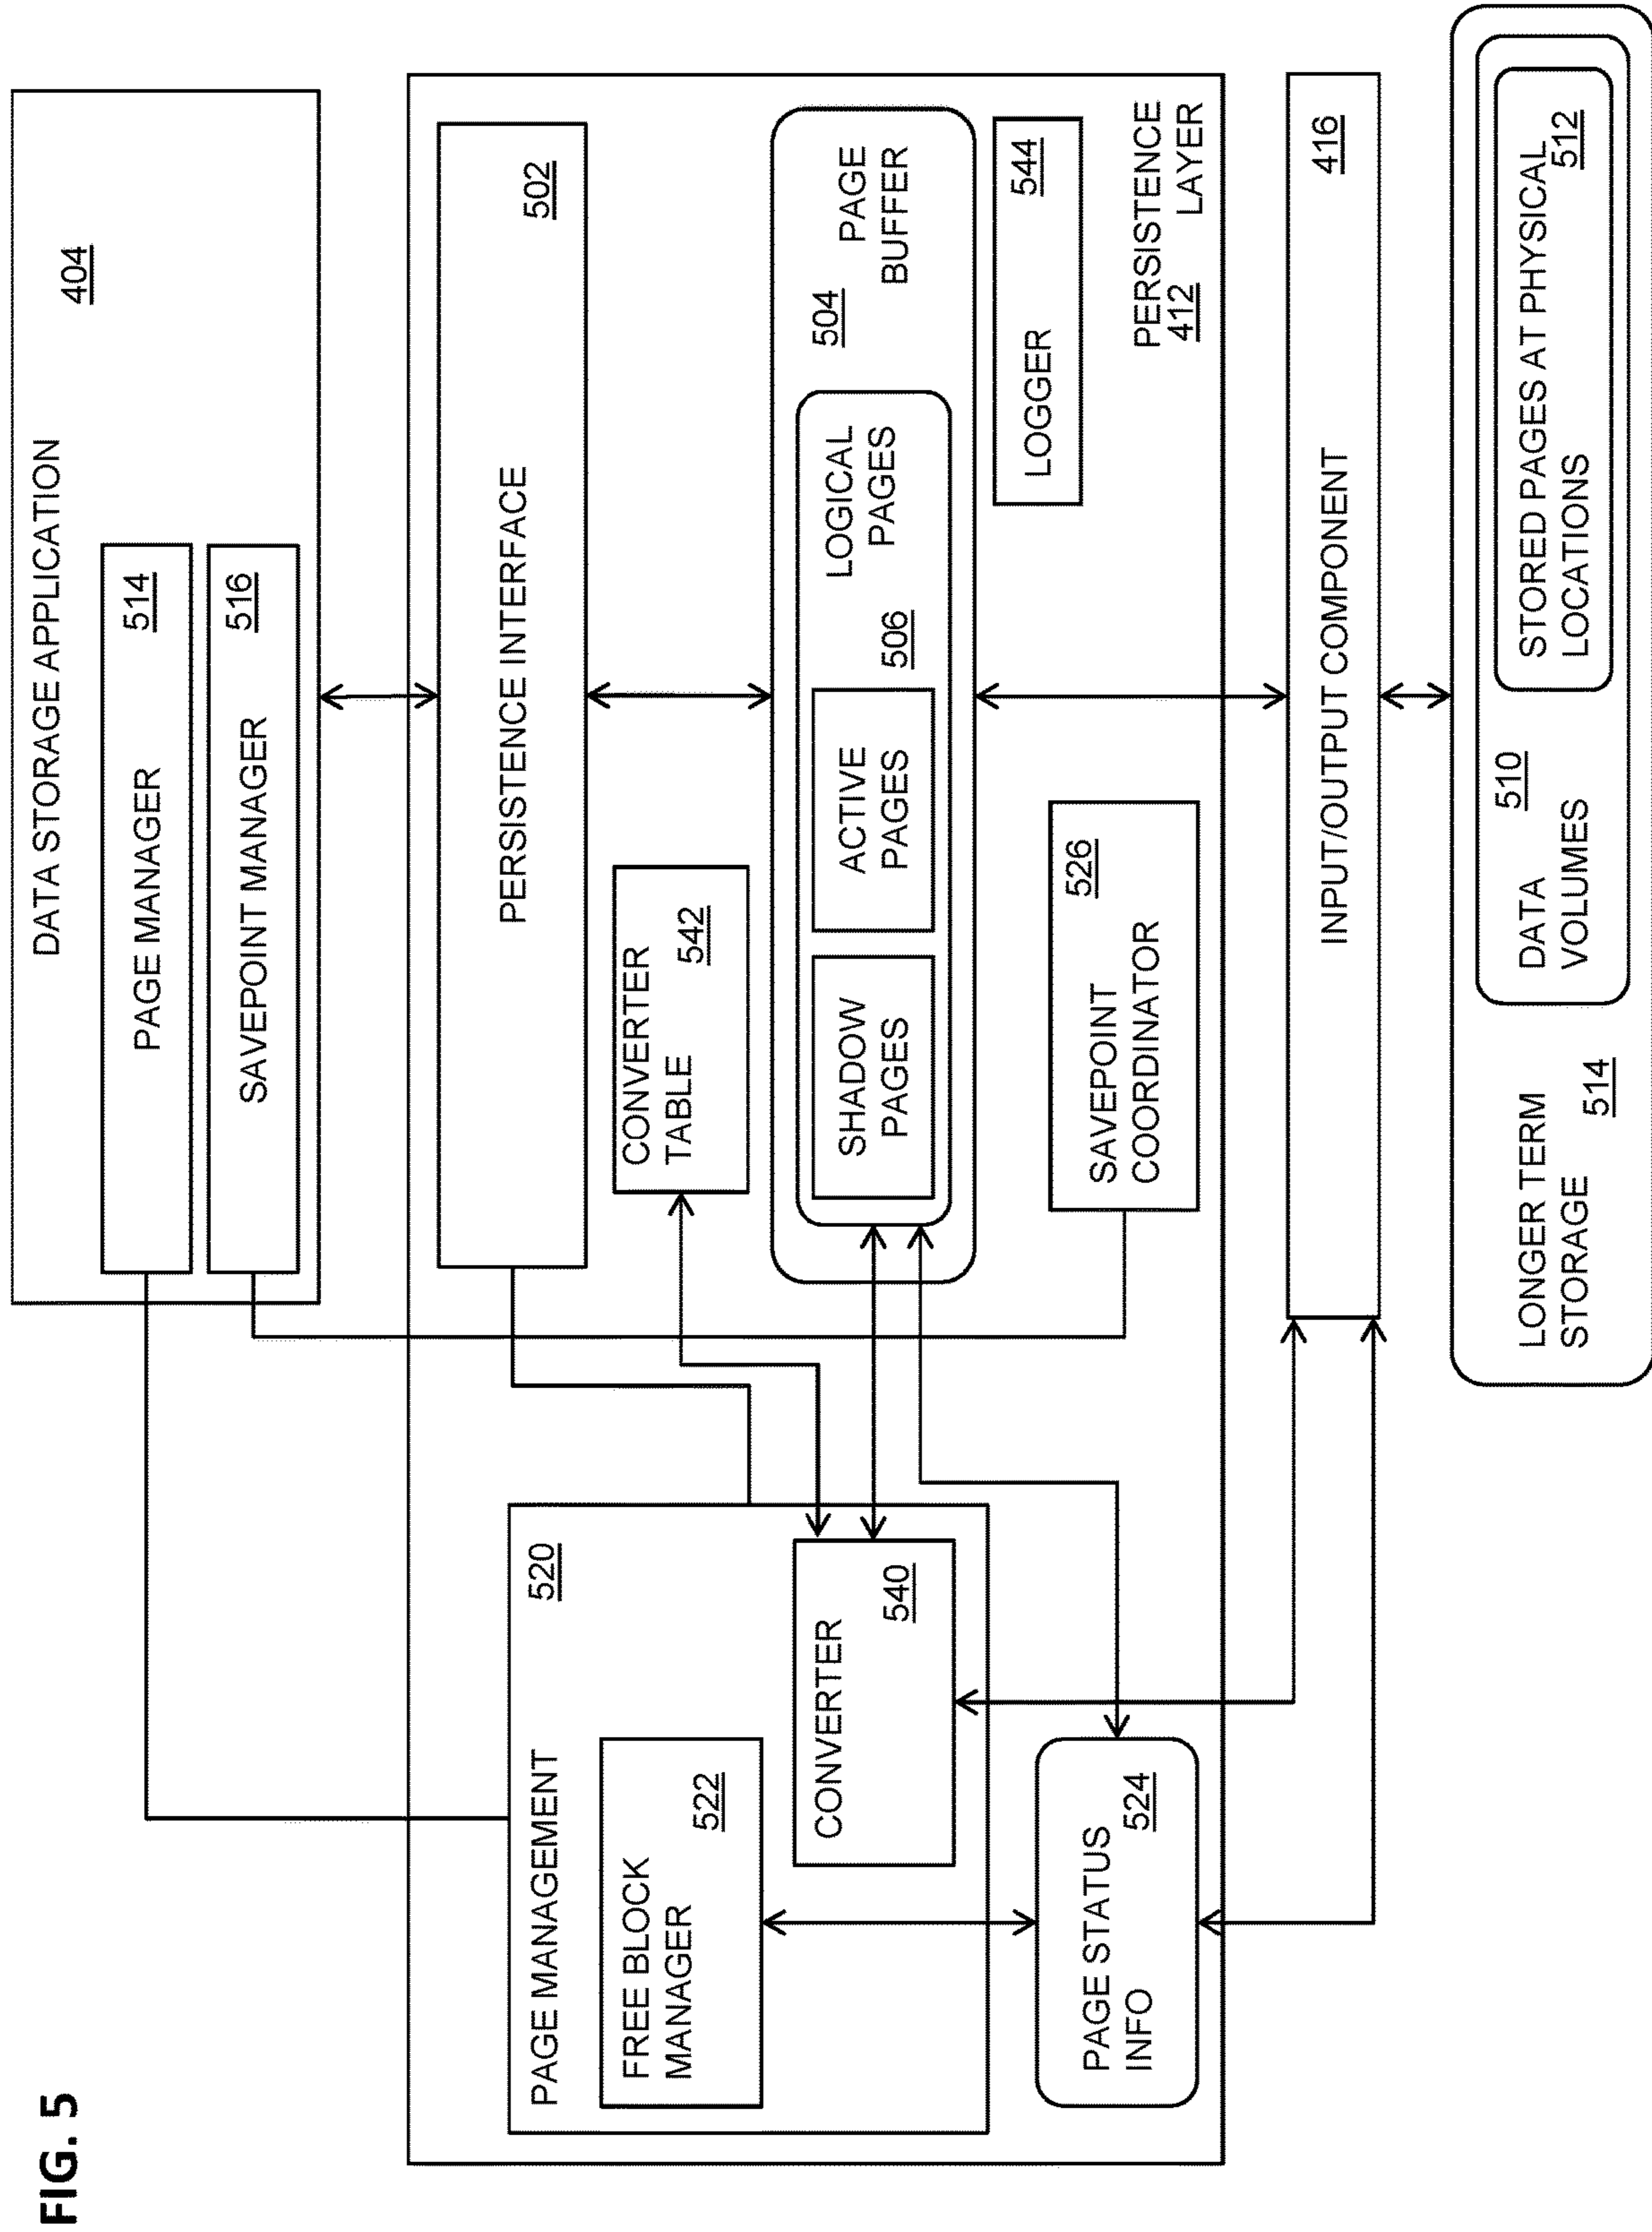 FIG. 5
DATA STORAGE APPLICATION
404
PAGE MANAGER
514
SAVEPOINT MANAGER
516
PERSISTENCE INTERFACE
502
PAGE MANAGEMENT
520
FREE BLOCK
MANAGER
522
CONVERTER
540
CONVERTER
TABLE
542
SHADOW
PAGES
ACTIVE
PAGES
LOGICAL
PAGES
506
504
PAGE
BUFFER
PAGE STATUS
INFO
524
SAVEPOINT
COORDINATOR
526
LOGGER
544
PERSISTENCE
LAYER
412
INPUT/OUTPUT COMPONENT
416
LONGER TERM
STORAGE
514
DATA
VOLUMES
510
STORED PAGES AT PHYSICAL
LOCATIONS
512